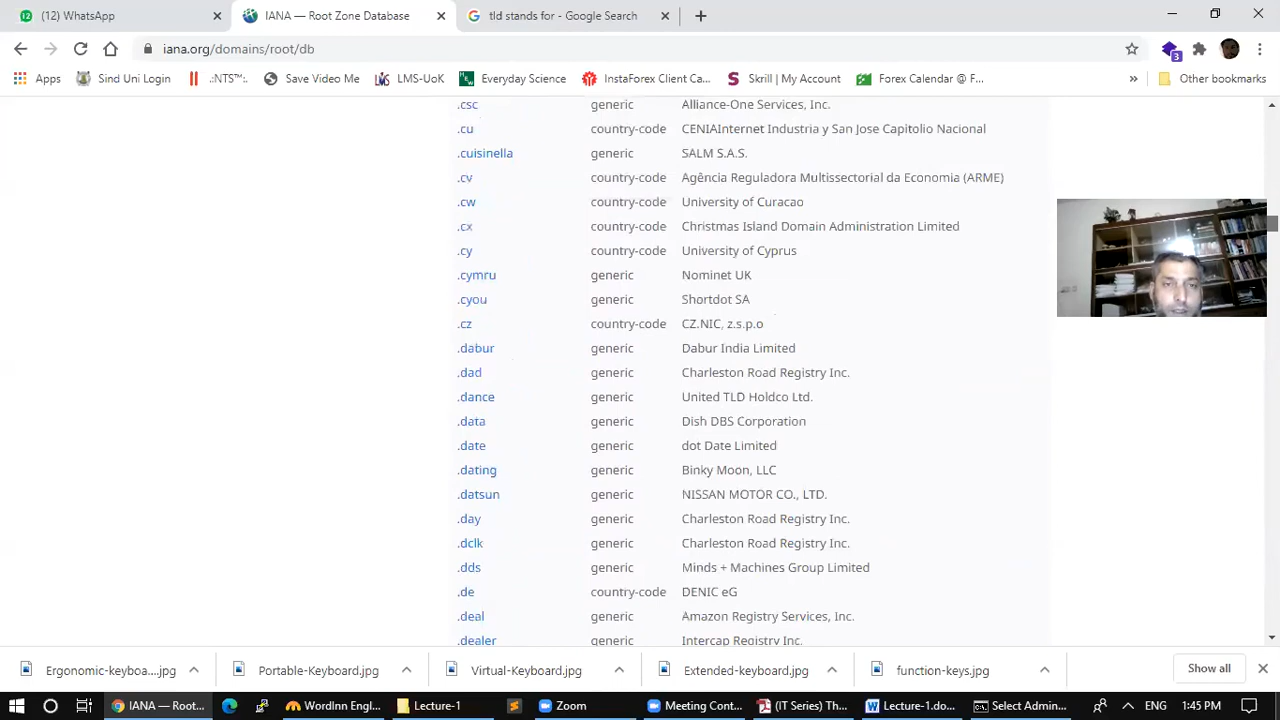 (12) WhatsApp
IANA — Root Zone Database
tld stands for - Google Search
iana.org/domains/root/db
3
Apps
Sind Uni Login
.:NTS™:.
Save Video Me
LMS-UoK
Everyday Science
InstaForex Client Ca...
Skrill | My Account
Forex Calendar @ F...
»
Other bookmarks
.csc generic Alliance-One Services, Inc.
.cu country-code CENIAInternet Industria y San Jose Capitolio Nacional
.cuisinella generic SALM S.A.S.
.cv country-code Agência Reguladora Multissectorial da Economia (ARME)
.cw country-code University of Curacao
.cx country-code Christmas Island Domain Administration Limited
.cy country-code University of Cyprus
.cymru generic Nominet UK
.cyou generic Shortdot SA
.cz country-code CZ.NIC, z.s.p.o
.dabur generic Dabur India Limited
.dad generic Charleston Road Registry Inc.
.dance generic United TLD Holdco Ltd.
.data generic Dish DBS Corporation
.date generic dot Date Limited
.dating generic Binky Moon, LLC
.datsun generic NISSAN MOTOR CO., LTD.
.day generic Charleston Road Registry Inc.
.dclk generic Charleston Road Registry Inc.
.dds generic Minds + Machines Group Limited
.de country-code DENIC eG
.deal generic Amazon Registry Services, Inc.
.dealer generic Intercap Registry Inc.
Ergonomic-keyboa....jpg
Portable-Keyboard.jpg
Virtual-Keyboard.jpg
Extended-keyboard.jpg
function-keys.jpg
Show all
IANA — Root...
WordInn Engl...
Lecture-1
Zoom
Meeting Cont...
(IT Series) Th...
Lecture-1.do...
Select Admin...
1:45 PM